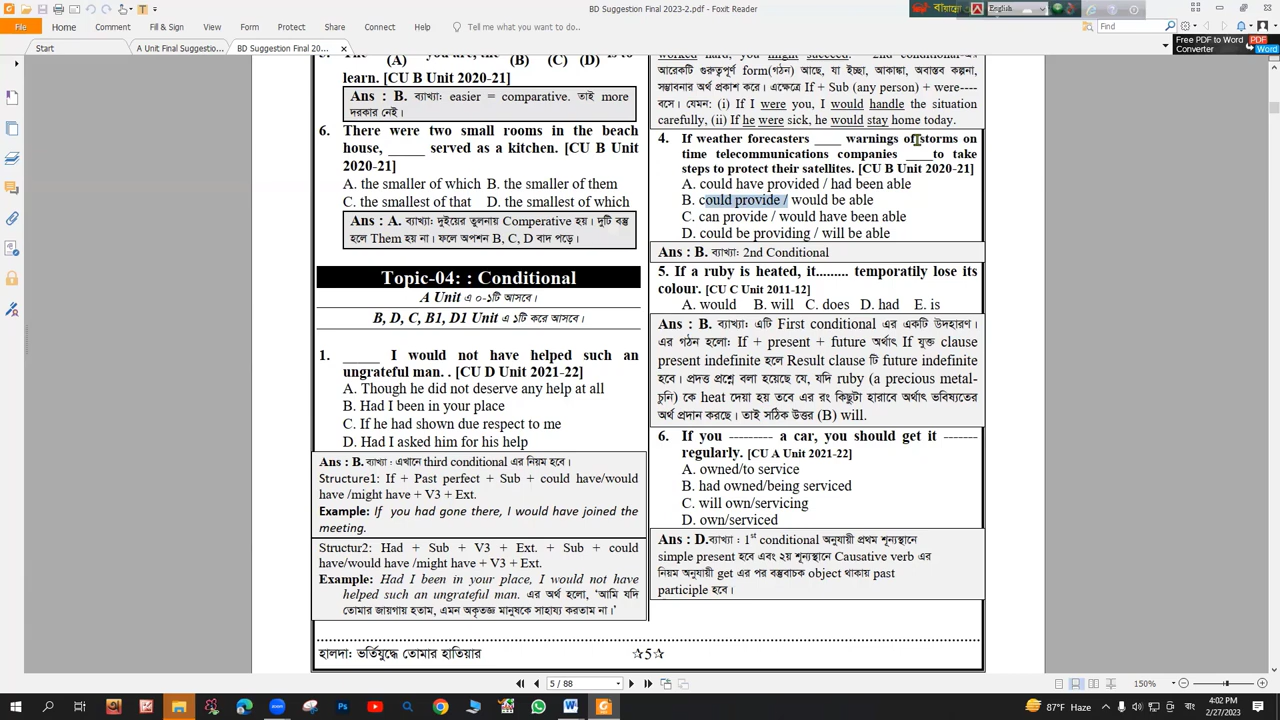 BD Suggestion Final 2023-2.pdf - Foxit Reader
বায়ান্নো
English
File Home Comment Fill & Sign View Form Protect Share Connect Help Tell me what you want to do... Find
Free PDF to Word
Converter
Start A Unit Final Suggestio... BD Suggestion Final 20...
(A) (B) (C) (D)
learn. [CU B Unit 2020-21]
Ans : B. ব্যাখ্যা: easier = comparative. তাই more
দরকার নেই।
6. There were two small rooms in the beach
house, _____ served as a kitchen. [CU B Unit
2020-21]
A. the smaller of which B. the smaller of them
C. the smallest of that D. the smallest of which
Ans : A. ব্যাখ্যা: দুইয়ের তুলনায় Comperative হয়। দুটি বস্তু
হলে Them হয় না। ফলে অপশন B, C, D বাদ পড়ে।
Topic-04: : Conditional
A Unit এ ০-১টি আসবে।
B, D, C, B1, D1 Unit এ ১টি করে আসবে।
1. _____ I would not have helped such an
ungrateful man. . [CU D Unit 2021-22]
A. Though he did not deserve any help at all
B. Had I been in your place
C. If he had shown due respect to me
D. Had I asked him for his help
Ans : B. ব্যাখ্যা : এখানে third conditional এর নিয়ম হবে।
Structure1: If + Past perfect + Sub + could have/would
have /might have + V3 + Ext.
Example: If you had gone there, I would have joined the
meeting.
Structur2: Had + Sub + V3 + Ext. + Sub + could
have/would have /might have + V3 + Ext.
Example: Had I been in your place, I would not have
helped such an ungrateful man. এর অর্থ হলো, ‘আমি যদি
তোমার জায়গায় হতাম, এমন অকৃতজ্ঞ মানুষকে সাহায্য করতাম না।’
worked hard, you might succeed. 2nd conditional-এর
আরেকটি গুরুত্বপূর্ণ form(গঠন) আছে, যা ইচ্ছা, আকাঙ্ক্ষা, অবাস্তব কল্পনা,
সম্ভাবনার অর্থ প্রকাশ করে। এক্ষেত্রে If + Sub (any person) + were----
বসে। যেমন: (i) If I were you, I would handle the situation
carefully, (ii) If he were sick, he would stay home today.
4. If weather forecasters ____ warnings of storms on
time telecommunications companies ____to take
steps to protect their satellites. [CU B Unit 2020-21]
A. could have provided / had been able
B. could provide / would be able
C. can provide / would have been able
D. could be providing / will be able
Ans : B. ব্যাখ্যা: 2nd Conditional
5. If a ruby is heated, it......... temporatily lose its
colour. [CU C Unit 2011-12]
A. would B. will C. does D. had E. is
Ans : B. ব্যাখ্যা: এটি First conditional এর একটি উদাহরণ।
এর গঠন হলো: If + present + future অর্থাৎ If যুক্ত clause
present indefinite হলে Result clause টি future indefinite
হবে। প্রদত্ত প্রশ্নে বলা হয়েছে যে, যদি ruby (a precious metal-
চুনি) কে heat দেয়া হয় তবে এর রং কিছুটা হারাবে অর্থাৎ ভবিষ্যতের
অর্থ প্রদান করছে। তাই সঠিক উত্তর (B) will.
6. If you --------- a car, you should get it -------
regularly. [CU A Unit 2021-22]
A. owned/to service
B. had owned/being serviced
C. will own/servicing
D. own/serviced
Ans : D.ব্যাখ্যা : 1st conditional অনুযায়ী প্রথম শূন্যস্থানে
simple present হবে এবং ২য় শূন্যস্থানে Causative verb এর
নিয়ম অনুযায়ী get এর পর বস্তুবাচক object থাকায় past
participle হবে।
হালদা: ভর্তিযুদ্ধে তোমার হাতিয়ার ☆5☆
5 / 88 150%
87°F Haze 4:02 PM
2/27/2023